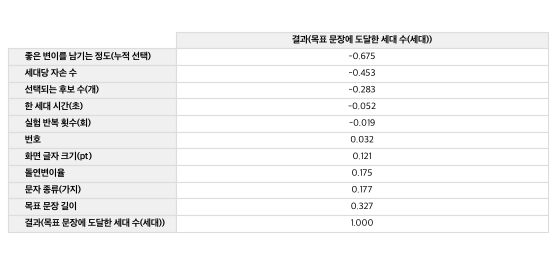 결과(목표 문장에 도달한 세대 수(세대))
좋은 변이를 남기는 정도(누적 선택) -0.675
세대당 자손 수 -0.453
선택되는 후보 수(개) -0.283
한 세대 시간(초) -0.052
실험 반복 횟수(회) -0.019
번호 0.032
화면 글자 크기(pt) 0.121
돌연변이율 0.175
문자 종류(가지) 0.177
목표 문장 길이 0.327
결과(목표 문장에 도달한 세대 수(세대)) 1.000